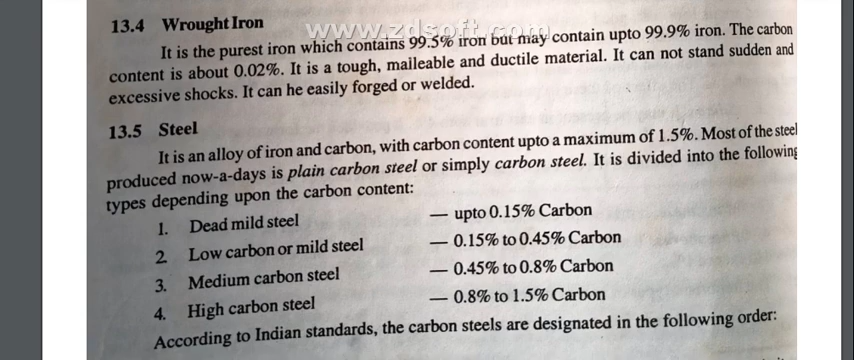 www.zdsoft.com
13.4 Wrought Iron
It is the purest iron which contains 99.5% iron but may contain upto 99.9% iron. The carbon
content is about 0.02%. It is a tough, malleable and ductile material. It can not stand sudden and
excessive shocks. It can he easily forged or welded.
13.5 Steel
It is an alloy of iron and carbon, with carbon content upto a maximum of 1.5%. Most of the steel
produced now-a-days is plain carbon steel or simply carbon steel. It is divided into the following
types depending upon the carbon content:
1. Dead mild steel — upto 0.15% Carbon
2 Low carbon or mild steel — 0.15% to 0.45% Carbon
3. Medium carbon steel — 0.45% to 0.8% Carbon
4. High carbon steel — 0.8% to 1.5% Carbon
According to Indian standards, the carbon steels are designated in the following order: